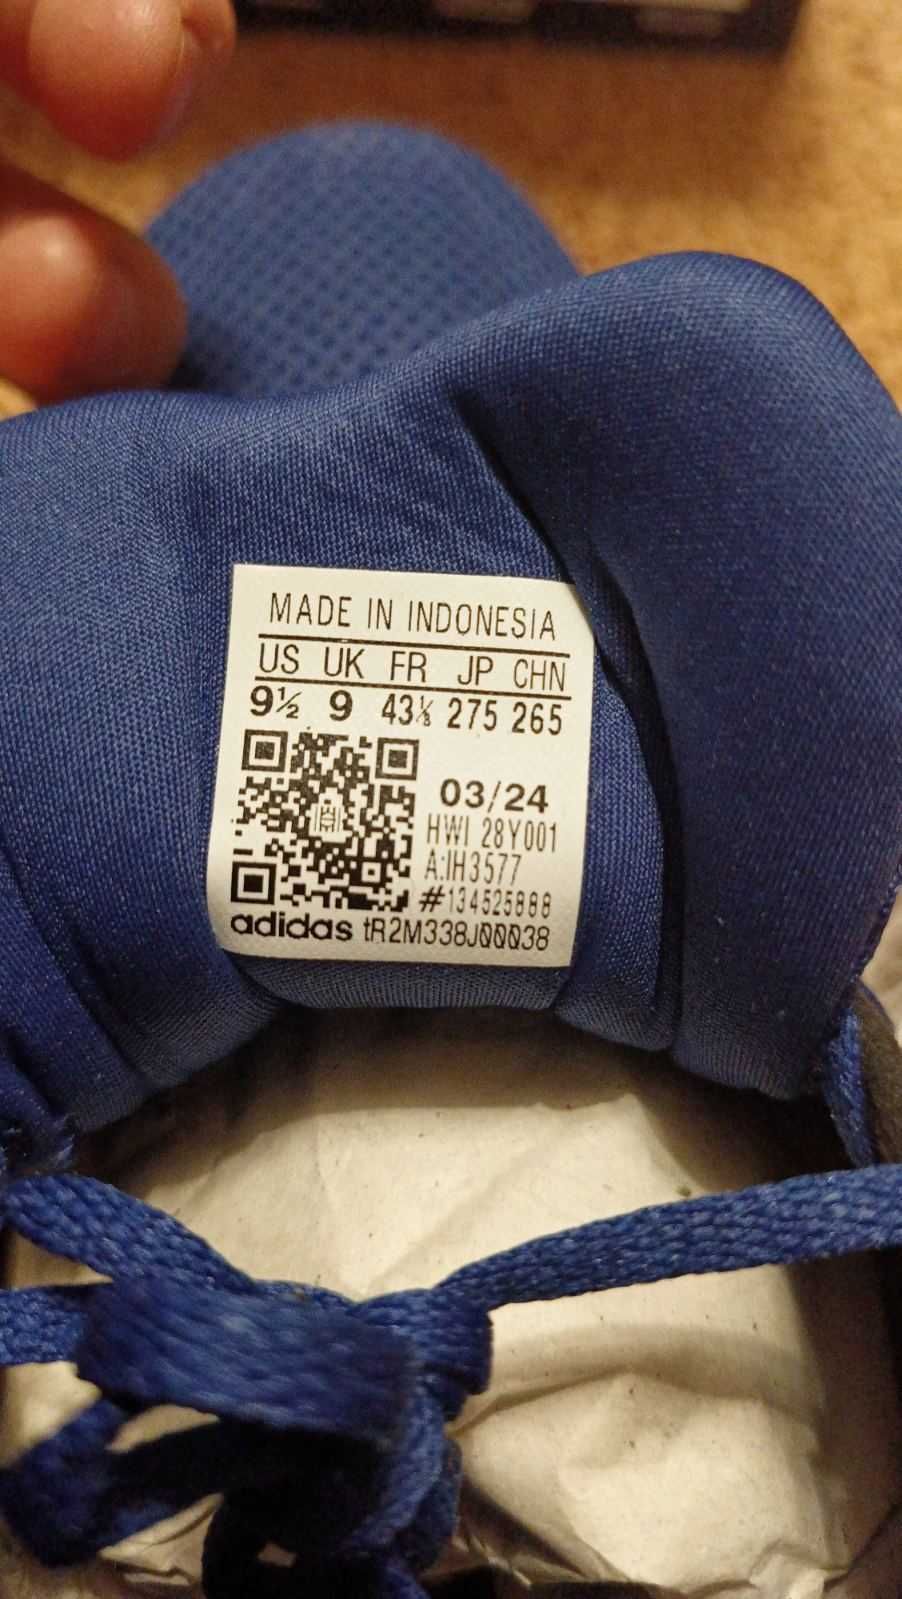 MADE IN INDONESIA
US UK FR JP CHN
9½ 9 43⅓ 275 265
03/24
HWI 28Y001
A:IH3577
#134525888
adidas tR2M338J00038